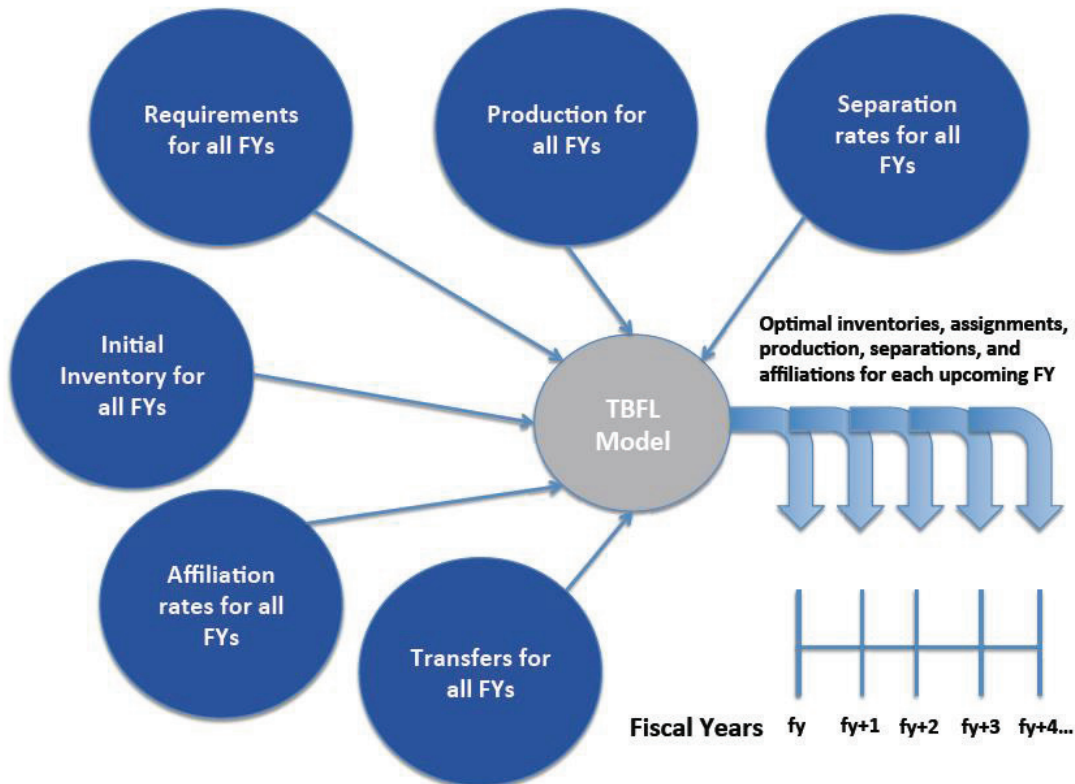 Requirements
for all FYs
Production for
all FYs
Separation
rates for all
FYs
Initial
Inventory for
all FYs
TBFL
Model
Optimal inventories, assignments,
production, separations, and
affiliations for each upcoming FY
Affiliation
rates for all
FYs
Transfers for
all FYs
Fiscal Years fy fy+1 fy+2 fy+3 fy+4...